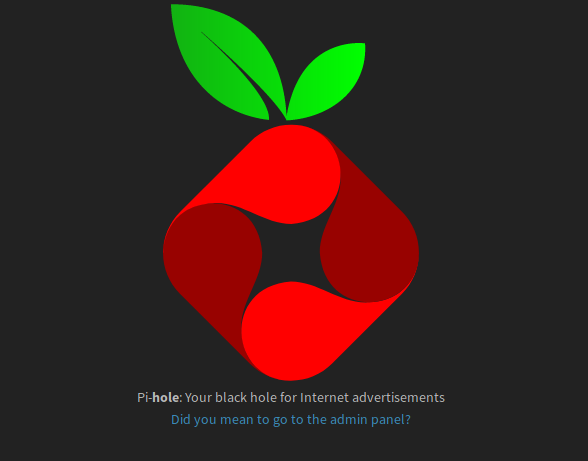 Pi-hole: Your black hole for Internet advertisements
Did you mean to go to the admin panel?